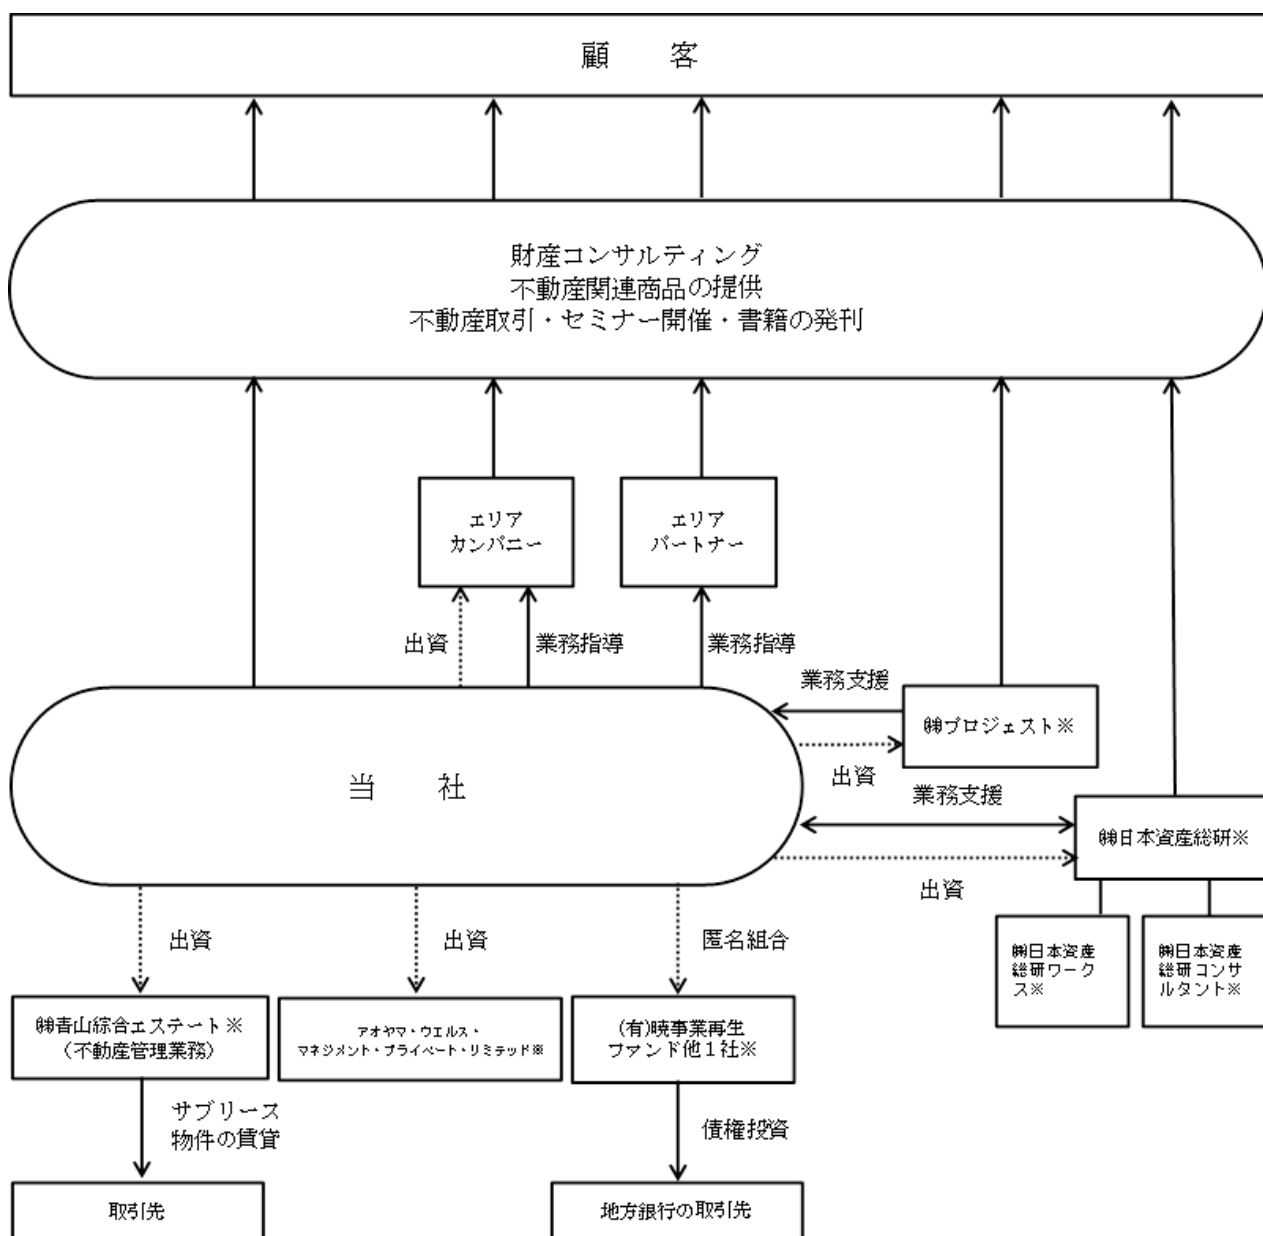 顧　客
財産コンサルティング
不動産関連商品の提供
不動産取引・セミナー開催・書籍の発刊
エリア
カンパニー
エリア
パートナー
出資
業務指導
業務指導
業務支援
㈱プロジェスト※
出資
当　社
業務支援
㈱日本資産総研※
出資
㈱日本資産
総研ワーク
ス※
㈱日本資産
総研コンサ
ルタント※
出資
出資
匿名組合
㈱青山綜合エステート※
（不動産管理業務）
アオヤマ・ウエルス・
マネジメント・プライベート・リミテッド※
(有)暁事業再生
ファンド他１社※
サブリース
物件の賃貸
債権投資
取引先
地方銀行の取引先